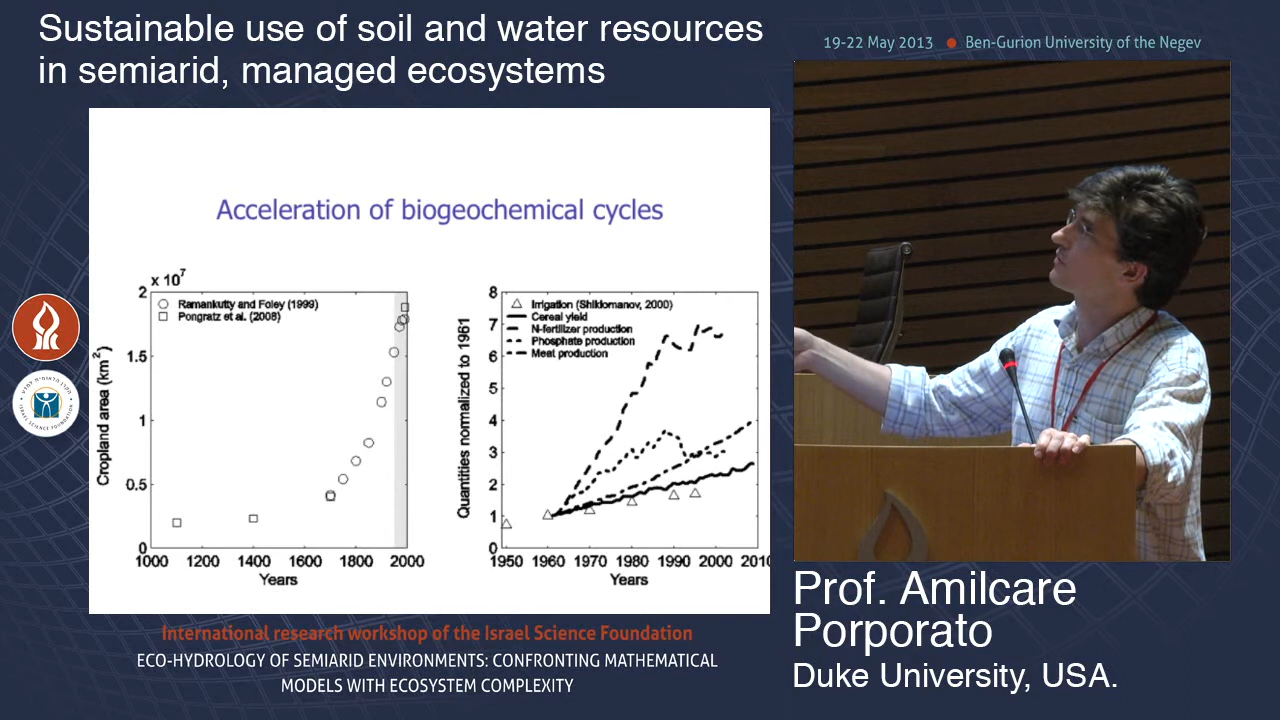 Sustainable use of soil and water resources
in semiarid, managed ecosystems
19-22 May 2013 ● Ben-Gurion University of the Negev
Acceleration of biogeochemical cycles
x 10^7
Ramankutty and Foley (1999)
Pongratz et al. (2008)
Cropland area (km^2)
2
1.5
1
0.5
0
1000 1200 1400 1600 1800 2000
Years
Irrigation (Shiklomanov, 2000)
Cereal yield
N-fertilizer production
Phosphate production
Meat production
Quantities normalized to 1961
8
7
6
5
4
3
2
1
0
1950 1960 1970 1980 1990 2000 2010
Years
International research workshop of the Israel Science Foundation
ECO-HYDROLOGY OF SEMIARID ENVIRONMENTS: CONFRONTING MATHEMATICAL
MODELS WITH ECOSYSTEM COMPLEXITY
Prof. Amilcare
Porporato
Duke University, USA.